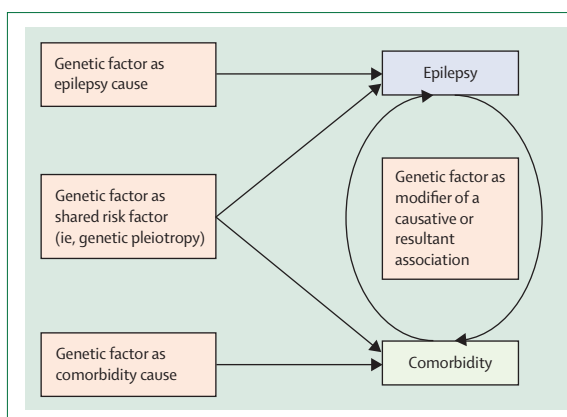 Genetic factor as
epilepsy cause
Epilepsy
Genetic factor as
shared risk factor
(ie, genetic pleiotropy)
Genetic factor as
modifier of a
causative or
resultant
association
Genetic factor as
comorbidity cause
Comorbidity